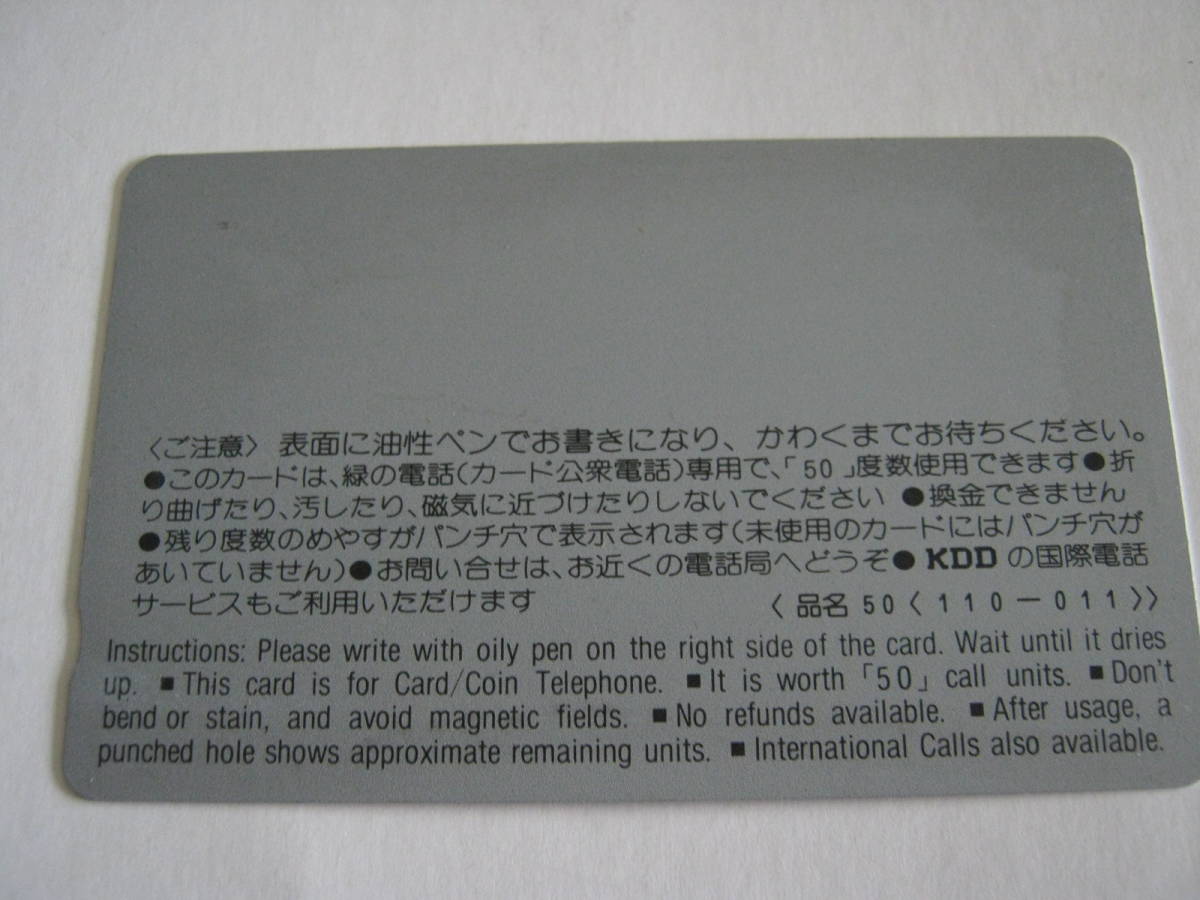 〈ご注意〉 表面に油性ペンでお書きになり、かわくまでお待ちください。
●このカードは、緑の電話(カード公衆電話)専用で、「50」度数使用できます●折
り曲げたり、汚したり、磁気に近づけたりしないでください ●換金できません
●残り度数のめやすがパンチ穴で表示されます(未使用のカードにはパンチ穴が
あいていません)●お問い合せは、お近くの電話局へどうぞ● KDD の国際電話
サービスもご利用いただけます 〈 品名 50〈110－011〉〉
Instructions: Please write with oily pen on the right side of the card. Wait until it dries
up. ■This card is for Card/Coin Telephone. ■It is worth「50」call units. ■Don't
bend or stain, and avoid magnetic fields. ■No refunds available. ■After usage, a
punched hole shows approximate remaining units. ■International Calls also available.